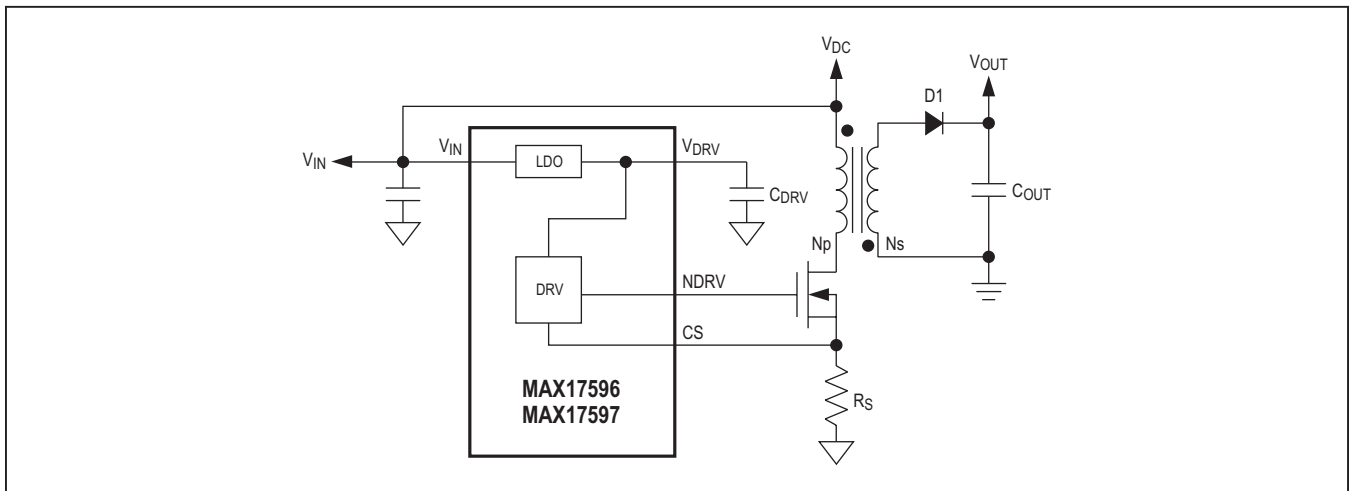 VDC
VOUT
D1
VIN
VIN
LDO
VDRV
CDRV
COUT
Np
Ns
DRV
NDRV
CS
MAX17596
MAX17597
RS